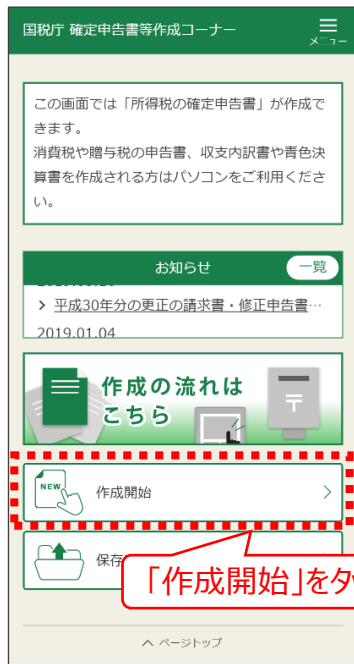 国税庁 確定申告書等作成コーナー
メニュー
この画面では「所得税の確定申告書」が作成で
きます。
消費税や贈与税の申告書、収支内訳書や青色決
算書を作成される方はパソコンをご利用くださ
い。
お知らせ
一覧
> 平成30年分の更正の請求書・修正申告書…
2019.01.04
作成の流れは
こちら
NEW
作成開始
保存
「作成開始」をタ
ページトップ